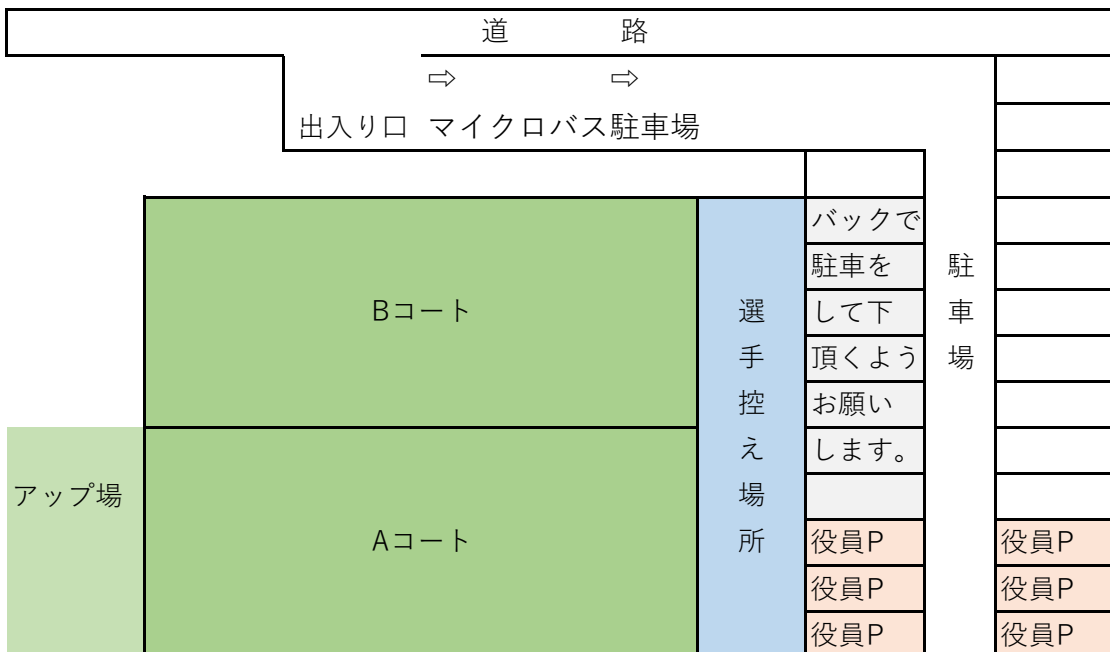 道 路
⇨ ⇨
出入り口 マイクロバス駐車場
バックで
駐車を
して下
頂くよう
お願い
します。
駐車場
Bコート
選手控え場所
アップ場
Aコート
役員P 役員P
役員P 役員P
役員P 役員P